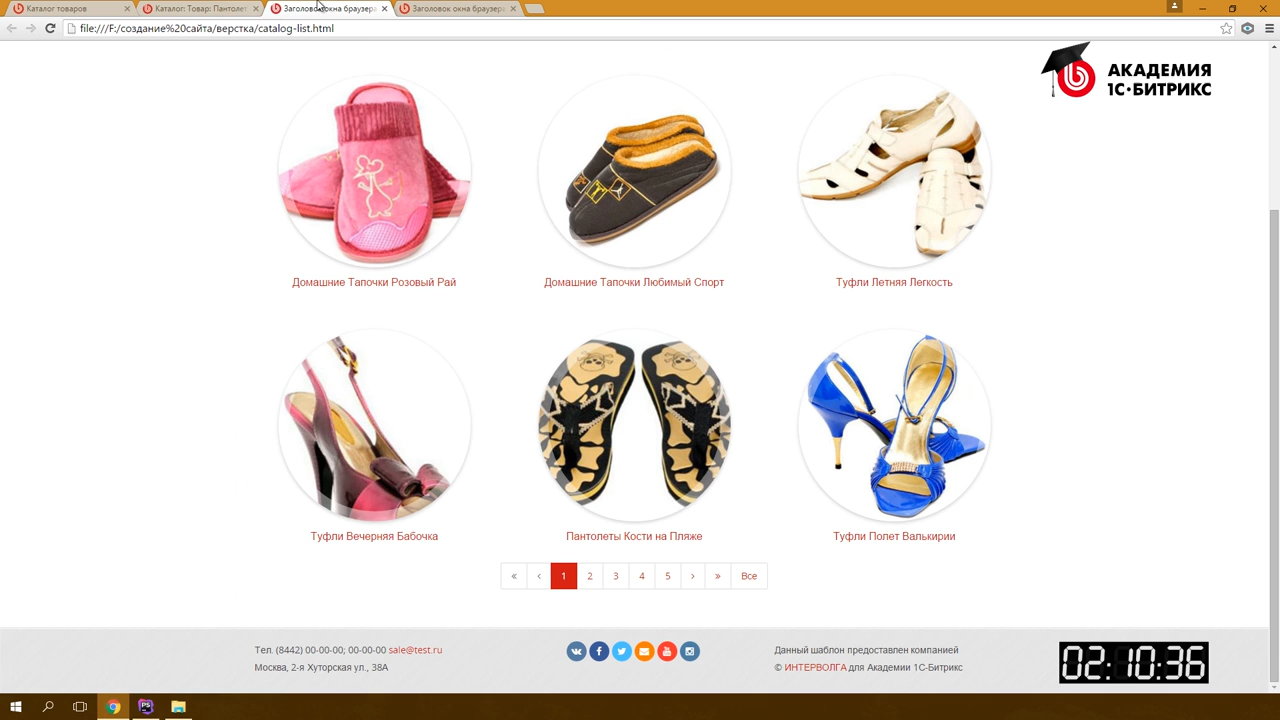 Каталог товаров
Каталог: Товар: Пантолет
Заголовок окна браузера
Заголовок окна браузера
file:///F:/создание%20сайта/верстка/catalog-list.html
АКАДЕМИЯ
1С·БИТРИКС
Домашние Тапочки Розовый Рай
Домашние Тапочки Любимый Спорт
Туфли Летняя Легкость
Туфли Вечерняя Бабочка
Пантолеты Кости на Пляже
Туфли Полет Валькирии
« ‹ 1 2 3 4 5 › » Все
Тел. (8442) 00-00-00; 00-00-00 sale@test.ru
Москва, 2-я Хуторская ул., 38А
Данный шаблон предоставлен компанией
© ИНТЕРВОЛГА для Академии 1С-Битрикс
02:10:36